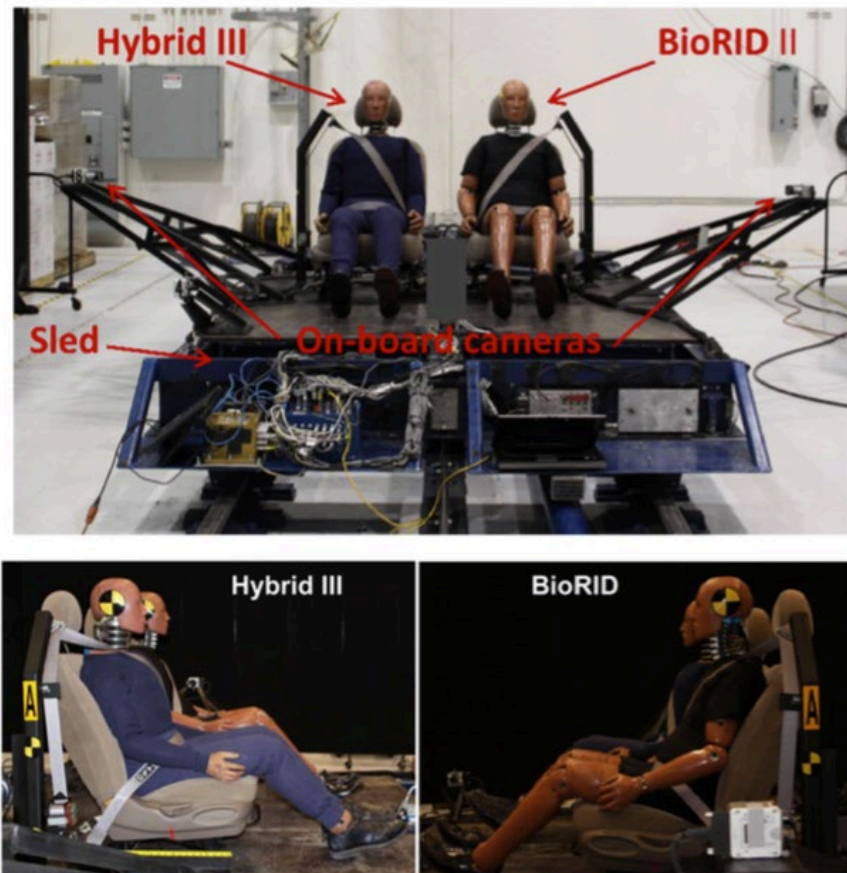 Hybrid III
BioRID II
Sled
On-board cameras
Hybrid III
BioRID
A
A